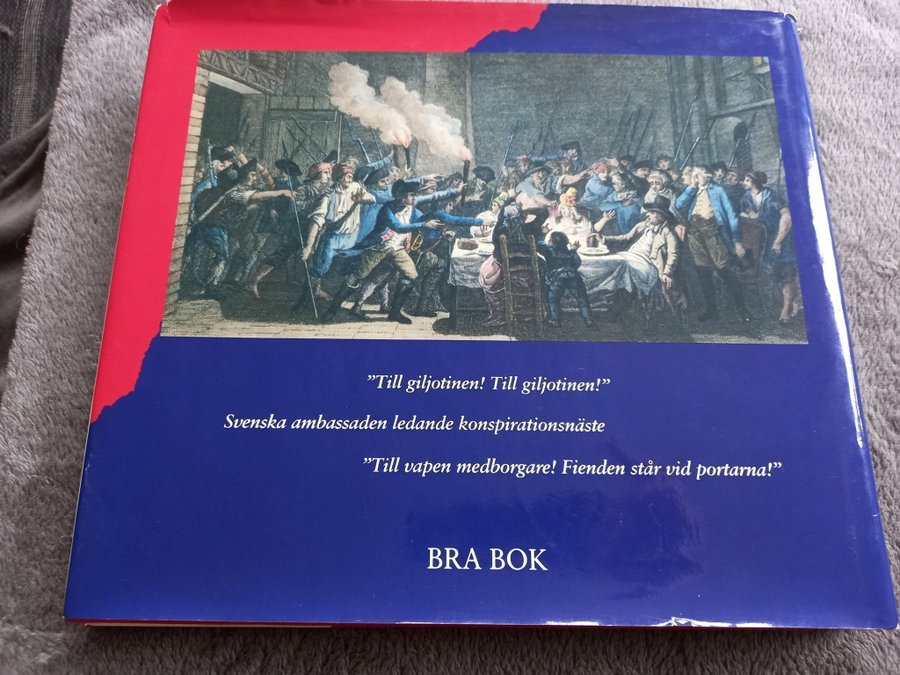 ”Till giljotinen! Till giljotinen!”
Svenska ambassaden ledande konspirationsnäste
”Till vapen medborgare! Fienden står vid portarna!”
BRA BOK